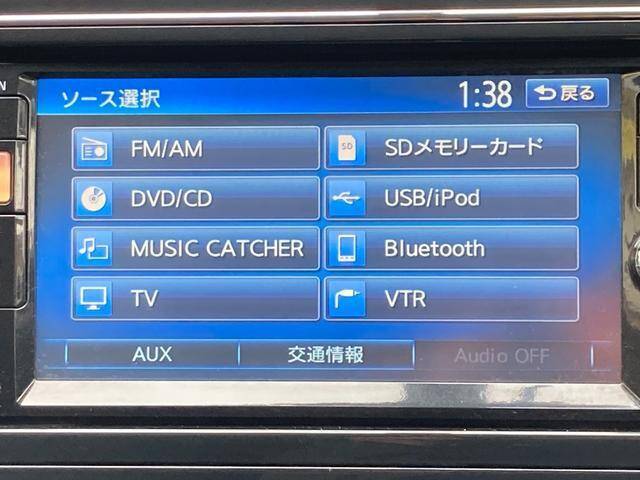 ソース選択 1:38 戻る
FM/AM SD SDメモリーカード
DVD/CD USB/iPod
MUSIC CATCHER Bluetooth
TV VTR
AUX 交通情報 Audio OFF